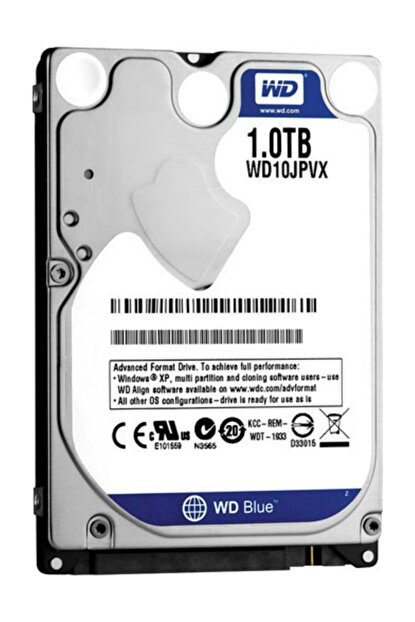 WD
www.wd.com
1.0TB
WD10JPVX
Advanced Format Drive. To achieve full performance:
• Windows® XP, multi partition and cloning software users – use
WD Align software available on www.wdc.com/advformat
• All other OS configurations – drive is ready for use as is
CE c RU us N 20 KCC-REM-
WDT-1933
E101559 N3565 D33015
Z
WD Blue™